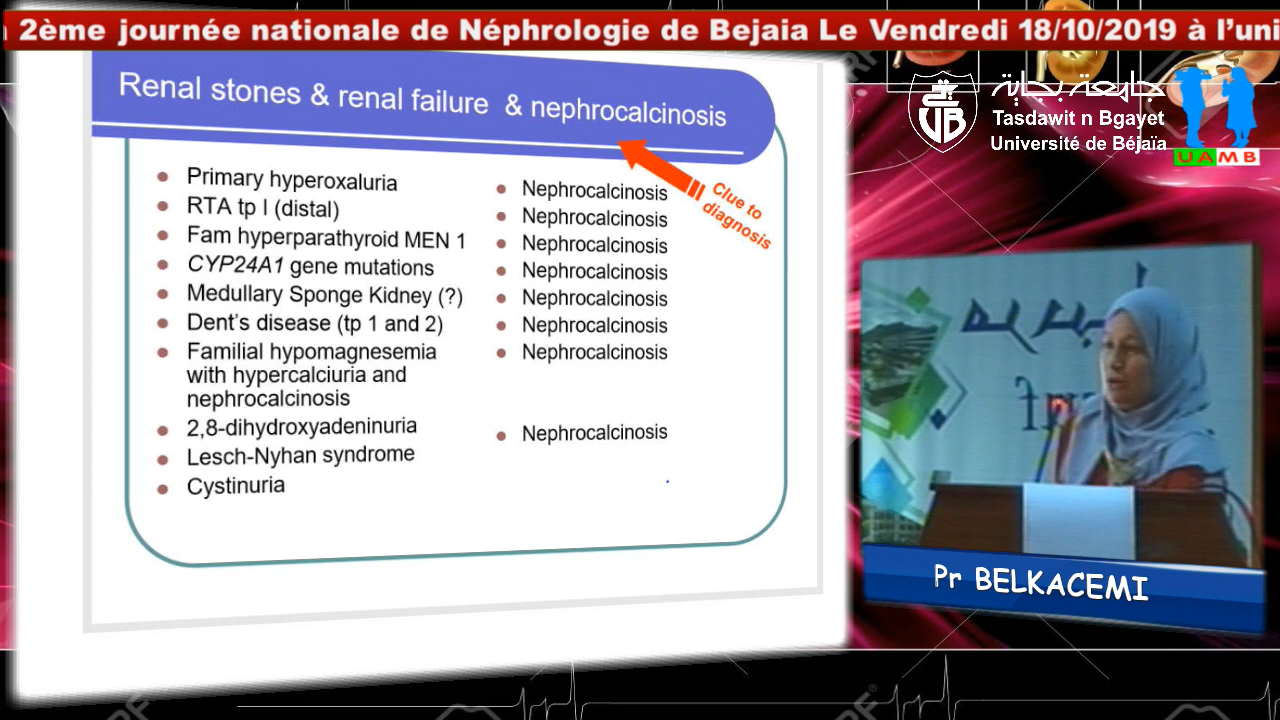 2ème journée nationale de Néphrologie de Bejaia Le Vendredi 18/10/2019 à l’uni
Renal stones & renal failure & nephrocalcinosis
Clue to
diagnosis
Primary hyperoxaluria
RTA tp I (distal)
Fam hyperparathyroid MEN 1
CYP24A1 gene mutations
Medullary Sponge Kidney (?)
Dent’s disease (tp 1 and 2)
Familial hypomagnesemia
with hypercalciuria and
nephrocalcinosis
2,8-dihydroxyadeninuria
Lesch-Nyhan syndrome
Cystinuria
Nephrocalcinosis
Nephrocalcinosis
Nephrocalcinosis
Nephrocalcinosis
Nephrocalcinosis
Nephrocalcinosis
Nephrocalcinosis
Nephrocalcinosis
جامعة بجاية
Tasdawit n Bgayet
Université de Béjaïa
UAMB
Pr BELKACEMI